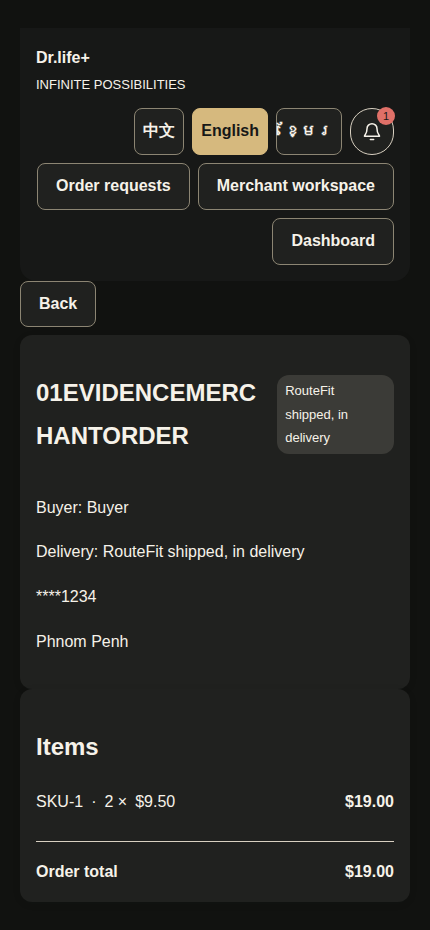 Dr.life+
INFINITE POSSIBILITIES
中文 English ខ្មែរ 1
Order requests Merchant workspace
Dashboard
Back
01EVIDENCEMERC
HANTORDER
RouteFit
shipped, in
delivery
Buyer: Buyer
Delivery: RouteFit shipped, in delivery
****1234
Phnom Penh
Items
SKU-1 · 2 × $9.50 $19.00
Order total $19.00